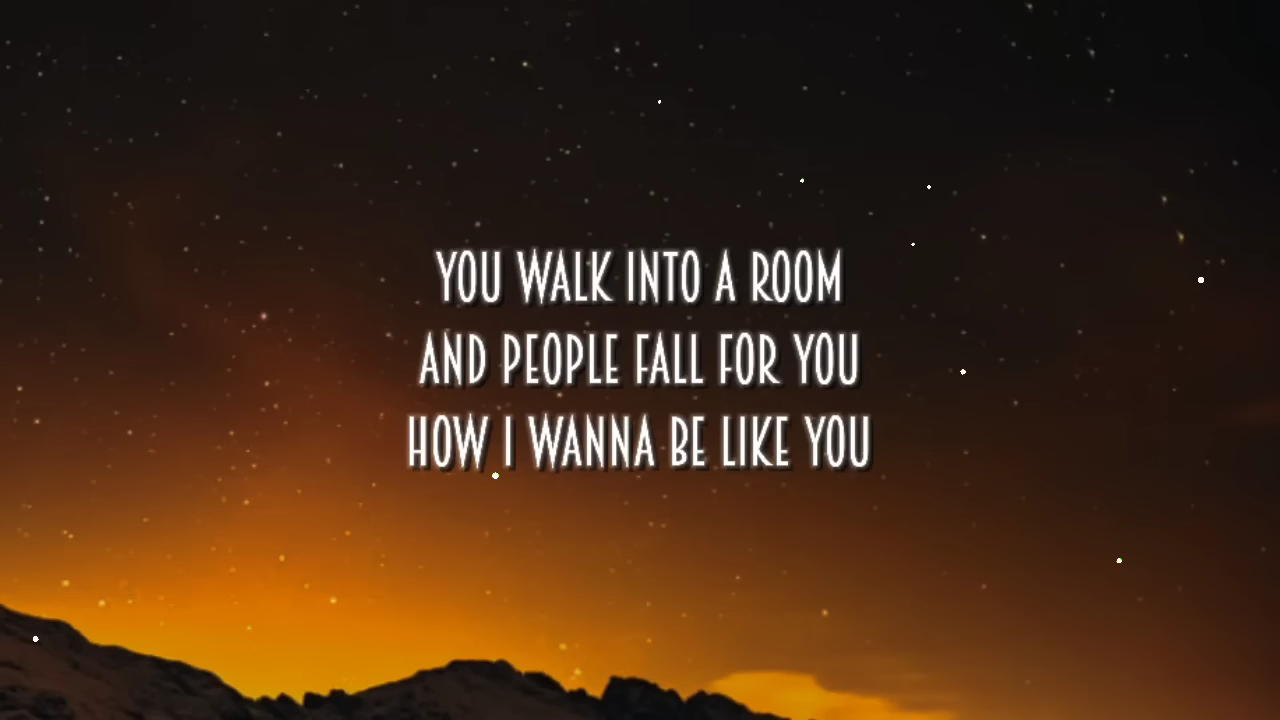 YOU WALK INTO A ROOM
AND PEOPLE FALL FOR YOU
HOW I WANNA BE LIKE YOU